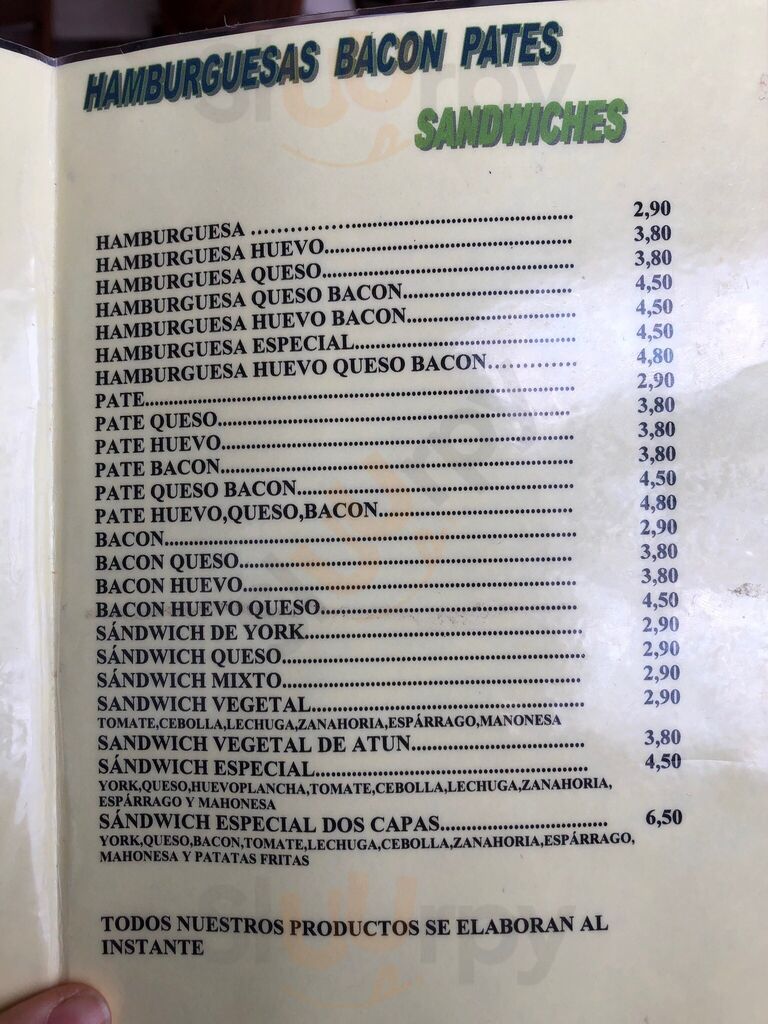 HAMBURGUESAS BACON PATES
SANDWICHES
HAMBURGUESA 2,90
HAMBURGUESA HUEVO 3,80
HAMBURGUESA QUESO 3,80
HAMBURGUESA QUESO BACON 4,50
HAMBURGUESA HUEVO BACON 4,50
HAMBURGUESA ESPECIAL 4,50
HAMBURGUESA HUEVO QUESO BACON 4,80
PATE 2,90
PATE QUESO 3,80
PATE HUEVO 3,80
PATE BACON 3,80
PATE QUESO BACON 4,50
PATE HUEVO,QUESO,BACON 4,80
BACON 2,90
BACON QUESO 3,80
BACON HUEVO 3,80
BACON HUEVO QUESO 4,50
SÁNDWICH DE YORK 2,90
SÁNDWICH QUESO 2,90
SÁNDWICH MIXTO 2,90
SANDWICH VEGETAL 2,90
TOMATE,CEBOLLA,LECHUGA,ZANAHORIA,ESPÁRRAGO,MANONESA
SANDWICH VEGETAL DE ATUN 3,80
SÁNDWICH ESPECIAL 4,50
YORK,QUESO,HUEVOPLANCHA,TOMATE,CEBOLLA,LECHUGA,ZANAHORIA,
ESPÁRRAGO Y MAHONESA
SÁNDWICH ESPECIAL DOS CAPAS 6,50
YORK,QUESO,BACON,TOMATE,LECHUGA,CEBOLLA,ZANAHORIA,ESPÁRRAGO,
MAHONESA Y PATATAS FRITAS
TODOS NUESTROS PRODUCTOS SE ELABORAN AL
INSTANTE
sluurpy